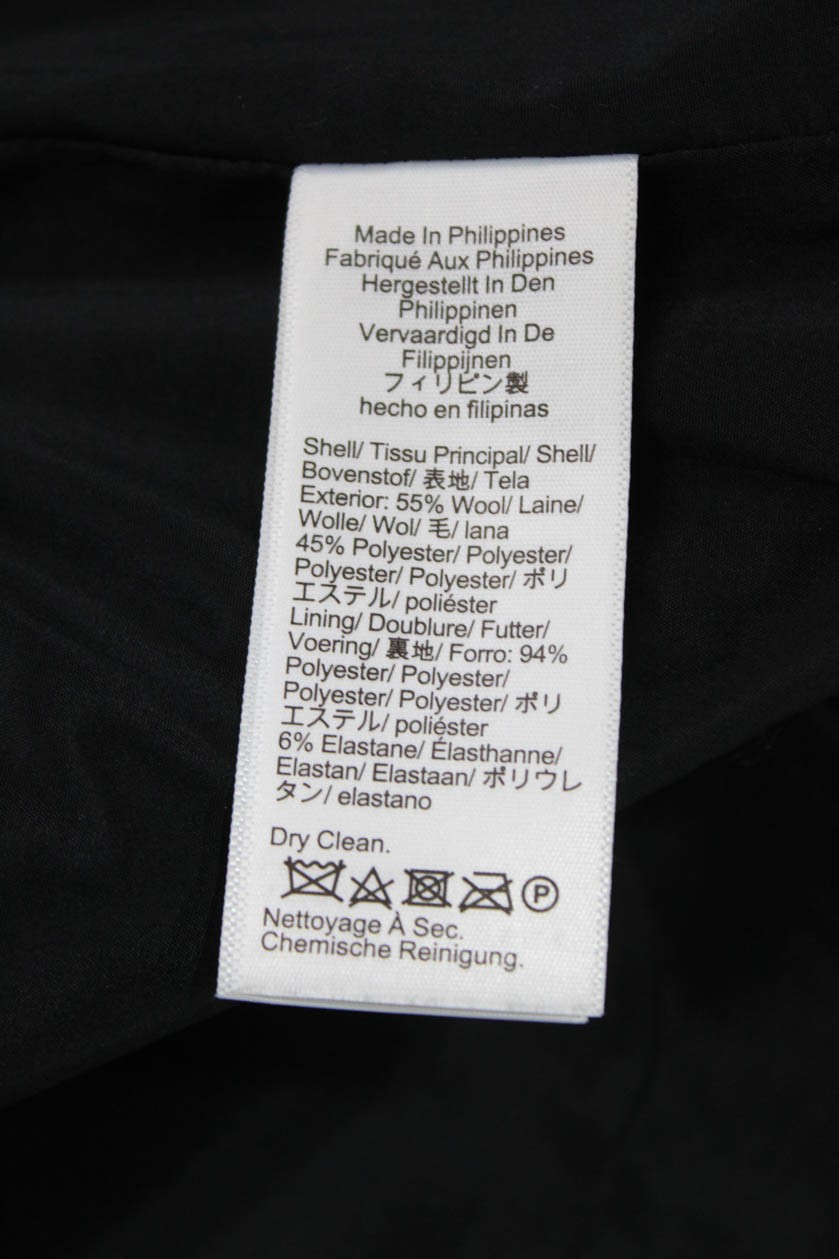 Made In Philippines
Fabriqué Aux Philippines
Hergestellt In Den
Philippinen
Vervaardigd In De
Filippijnen
フィリピン製
hecho en filipinas
Shell/ Tissu Principal/ Shell/
Bovenstof/ 表地/ Tela
Exterior: 55% Wool/ Laine/
Wolle/ Wol/ 毛/ lana
45% Polyester/ Polyester/
Polyester/ Polyester/ ポリ
エステル/ poliéster
Lining/ Doublure/ Futter/
Voering/ 裏地/ Forro: 94%
Polyester/ Polyester/
Polyester/ Polyester/ ポリ
エステル/ poliéster
6% Elastane/ Élasthanne/
Elastan/ Elastaan/ ポリウレ
タン/ elastano
Dry Clean.
P
Nettoyage À Sec.
Chemische Reinigung.